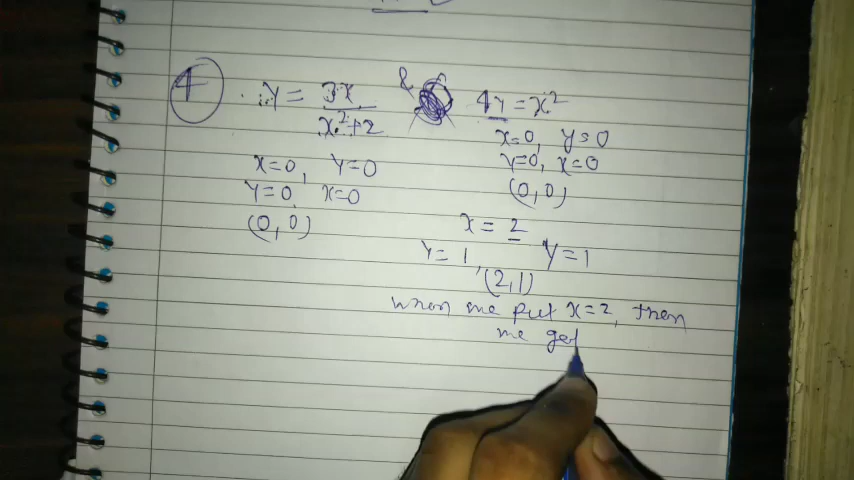 4
y = 3x / x²+2 & 4y = x²
x=0, y=0
y=0, x=0
(0,0)
x=0, y=0
y=0, x=0
(0,0)
x = 2
y = 1, y = 1
(2,1)
when we put x=2, then
we get